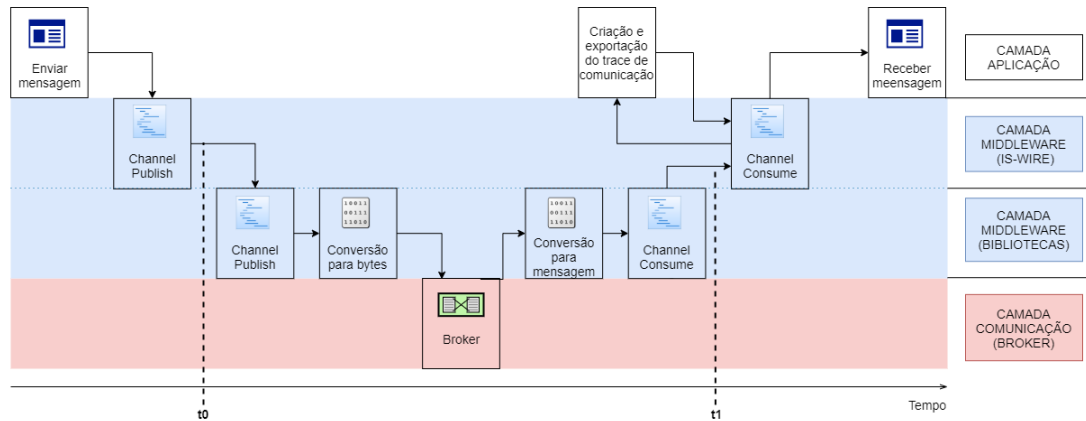 Enviar
mensagem
Criação e
exportação
do trace de
comunicação
Receber
meensagem
CAMADA
APLICAÇÃO
Channel
Publish
Channel
Consume
CAMADA
MIDDLEWARE
(IS-WIRE)
Channel
Publish
10011
00111
11010
Conversão
para bytes
10011
00111
11010
Conversão
para
mensagem
Channel
Consume
CAMADA
MIDDLEWARE
(BIBLIOTECAS)
Broker
CAMADA
COMUNICAÇÃO
(BROKER)
t0
t1
Tempo